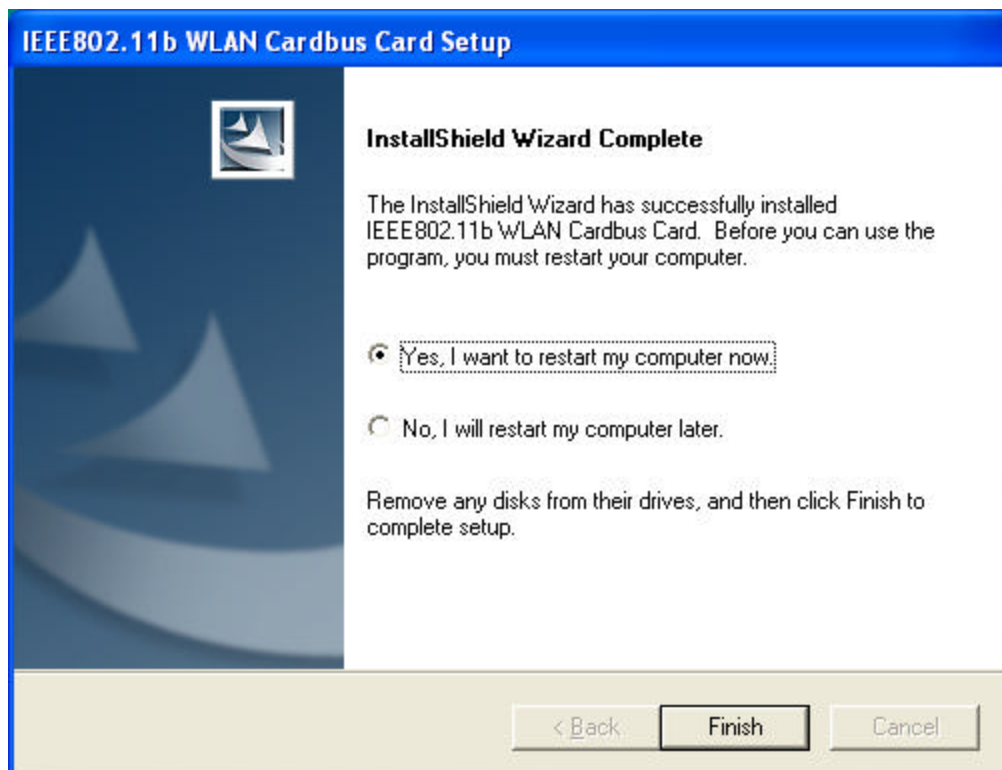 IEEE802.11b WLAN Cardbus Card Setup
InstallShield Wizard Complete
The InstallShield Wizard has successfully installed
IEEE802.11b WLAN Cardbus Card.  Before you can use the
program, you must restart your computer.
Yes, I want to restart my computer now.
No, I will restart my computer later.
Remove any disks from their drives, and then click Finish to
complete setup.
< Back
Finish
Cancel